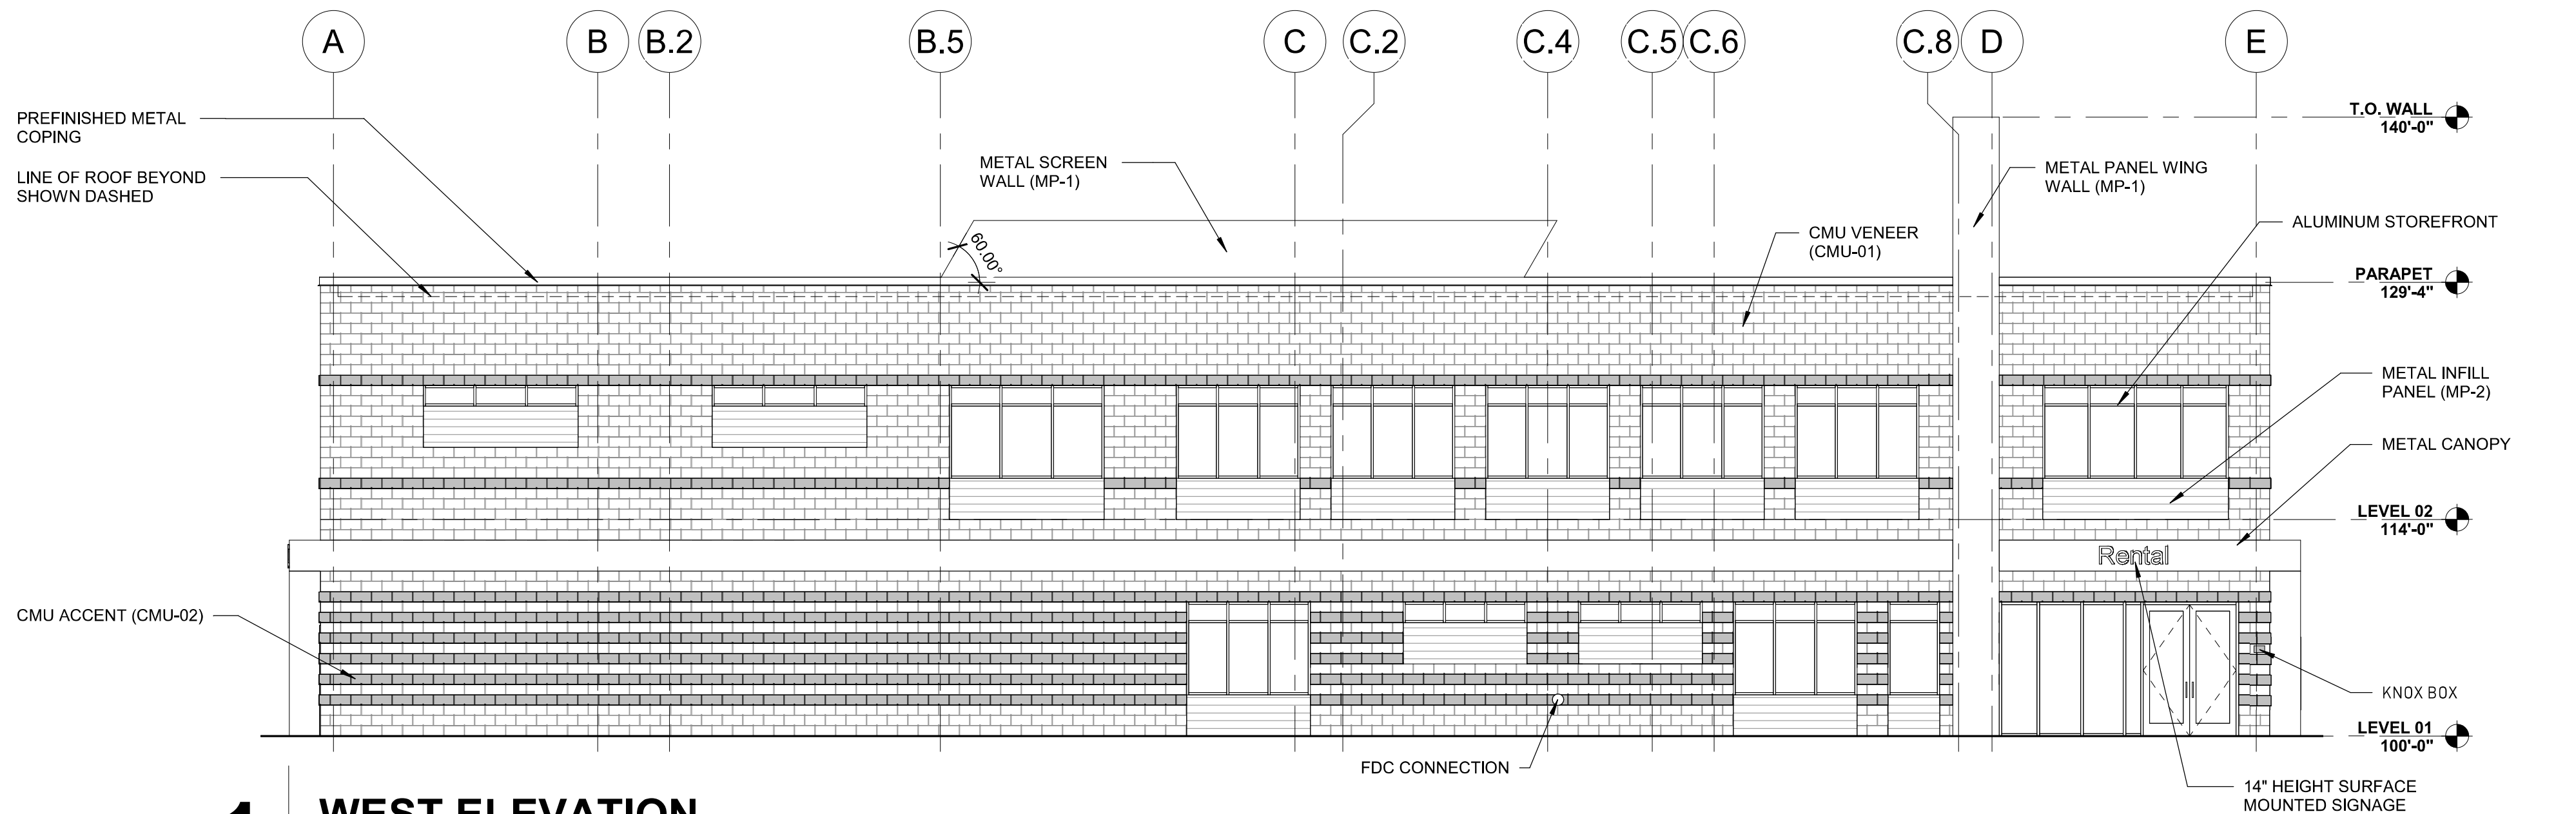 A
B
B.2
B.5
C
C.2
C.4
C.5
C.6
C.8
D
E
PREFINISHED METAL
COPING
LINE OF ROOF BEYOND
SHOWN DASHED
METAL SCREEN
WALL (MP-1)
60.00°
CMU VENEER
(CMU-01)
METAL PANEL WING
WALL (MP-1)
T.O. WALL
140'-0"
ALUMINUM STOREFRONT
PARAPET
129'-4"
METAL INFILL
PANEL (MP-2)
METAL CANOPY
LEVEL 02
114'-0"
Rental
CMU ACCENT (CMU-02)
KNOX BOX
LEVEL 01
100'-0"
FDC CONNECTION
14" HEIGHT SURFACE
MOUNTED SIGNAGE
1
WEST ELEVATION